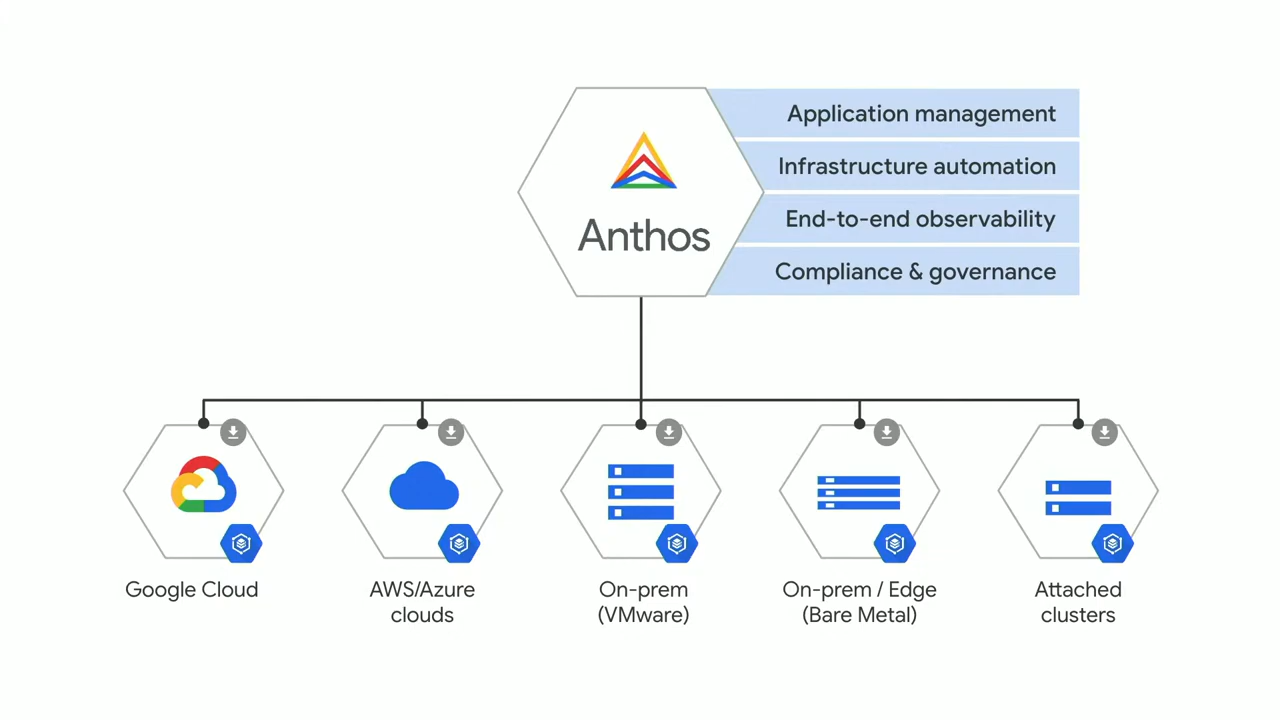 Application management
Infrastructure automation
End-to-end observability
Compliance & governance
Anthos
Google Cloud
AWS/Azure
clouds
On-prem
(VMware)
On-prem / Edge
(Bare Metal)
Attached
clusters